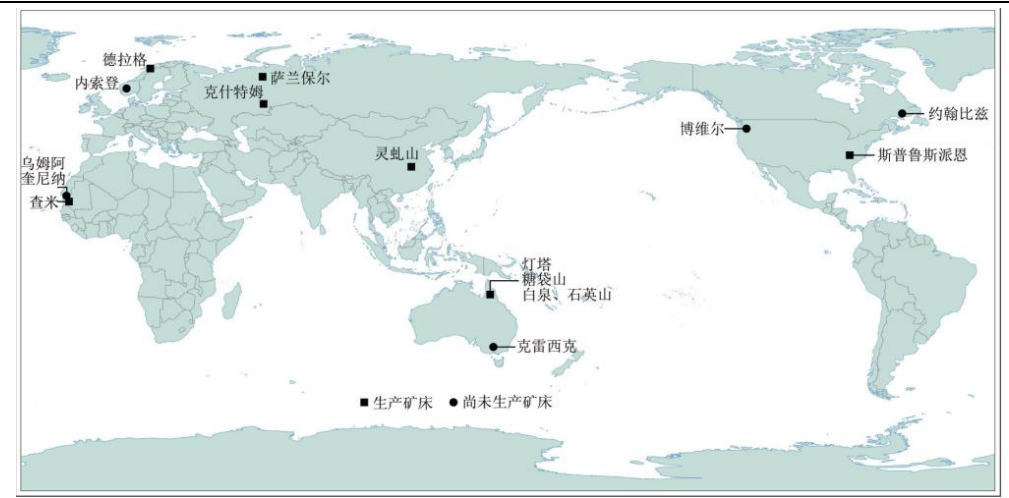 德拉格
内索登
萨兰保尔
克什特姆
约翰比兹
博维尔
灵虬山
斯普鲁斯派恩
乌姆阿
奎尼纳
查米
灯塔
糖袋山
白泉、石英山
克雷西克
■生产矿床 ●尚未生产矿床